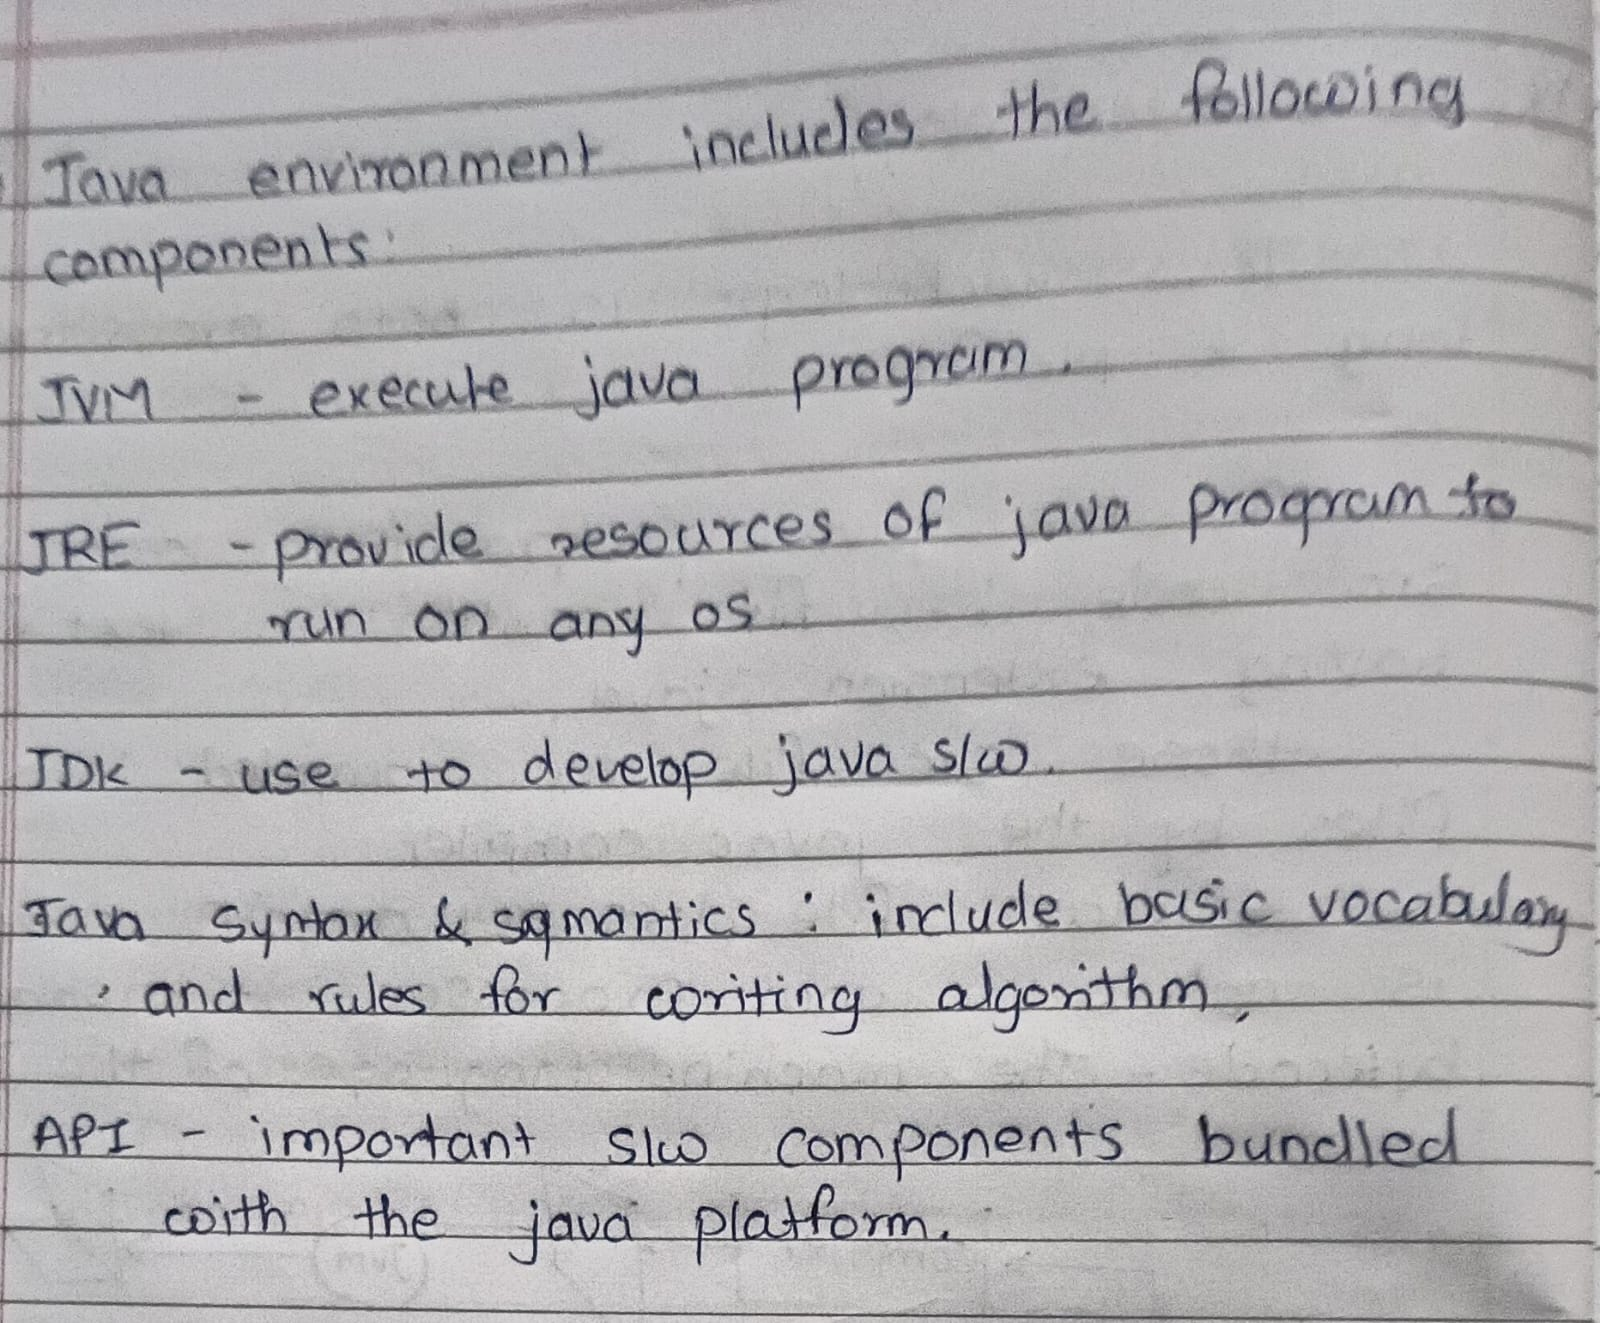 Java environment includes the following
components:
JVM - execute java program.
JRE - provide resources of java program to
run on any os
JDK - use to develop java s/w.
Java Syntax & sqmantics : include basic vocabulary
and rules for writing algorithm,
API - important s/w components bundled
with the java platform.